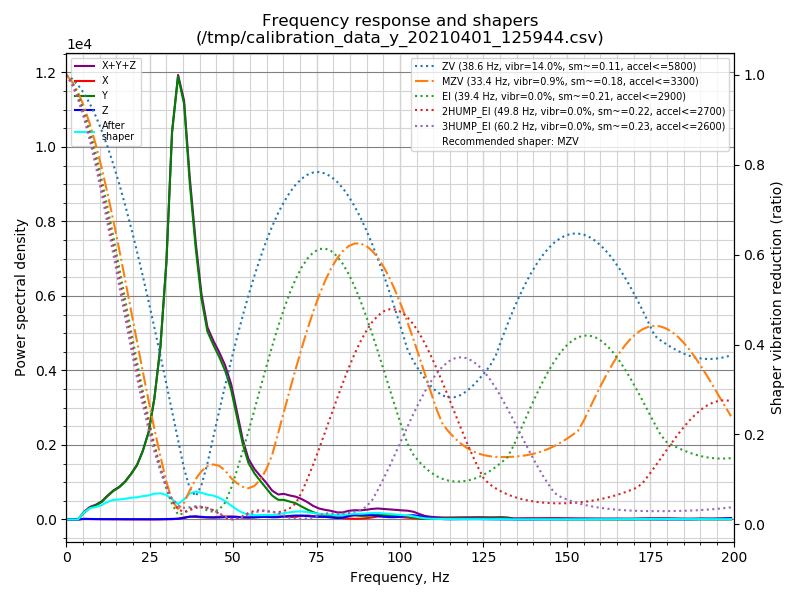 Frequency response and shapers
(/tmp/calibration_data_y_20210401_125944.csv)
1e4
X+Y+Z
X
Y
Z
After
shaper
ZV (38.6 Hz, vibr=14.0%, sm~=0.11, accel<=5800)
MZV (33.4 Hz, vibr=0.9%, sm~=0.18, accel<=3300)
EI (39.4 Hz, vibr=0.0%, sm~=0.21, accel<=2900)
2HUMP_EI (49.8 Hz, vibr=0.0%, sm~=0.22, accel<=2700)
3HUMP_EI (60.2 Hz, vibr=0.0%, sm~=0.23, accel<=2600)
Recommended shaper: MZV
1.2
1.0
0.8
0.6
0.4
0.2
0.0
Power spectral density
1.0
0.8
0.6
0.4
0.2
0.0
Shaper vibration reduction (ratio)
0 25 50 75 100 125 150 175 200
Frequency, Hz